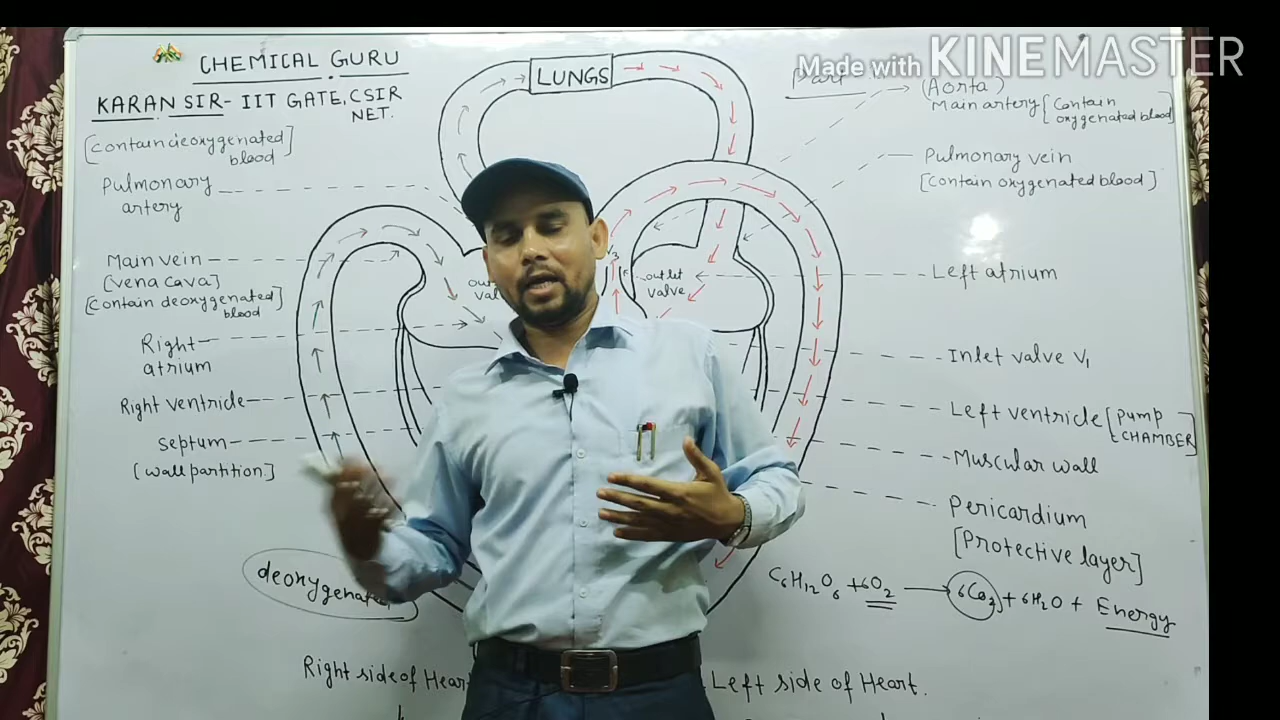 Made with KINEMASTER
CHEMICAL GURU
KARAN SIR- IIT GATE, CSIR
NET.
LUNGS
[contain deoxygenated]
blood
Pulmonary
artery
Main vein
(vena cava)
[contain deoxygenated]
blood
Right
atrium
Right ventricle
septum
(wall partition)
deoxygenated
Right side of Heart
Part
(Aorta)
Main artery [contain
oxygenated blood]
Pulmonary vein
[contain oxygenated blood]
V3
outlet
valve
Left atrium
Inlet valve V1
Left ventricle [PUMP
CHAMBER]
Muscular wall
Pericardium
[Protective layer]
C6H12O6 + 6O2 → 6CO2 + 6H2O + Energy
Left side of Heart.